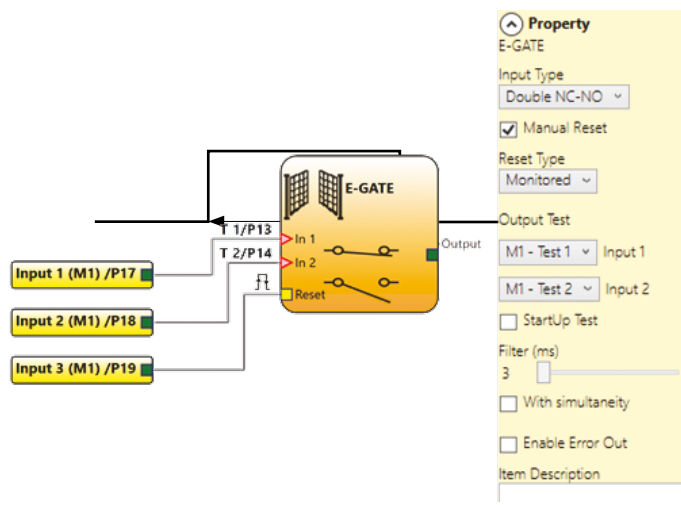 Property
E-GATE
Input Type
Double NC-NO
Manual Reset
Reset Type
Monitored
Output Test
M1 - Test 1 Input 1
M1 - Test 2 Input 2
StartUp Test
Filter (ms)
3
With simultaneity
Enable Error Out
Item Description
E-GATE
T 1/P13
In 1
T 2/P14
In 2
Reset
Output
Input 1 (M1) /P17
Input 2 (M1) /P18
Input 3 (M1) /P19